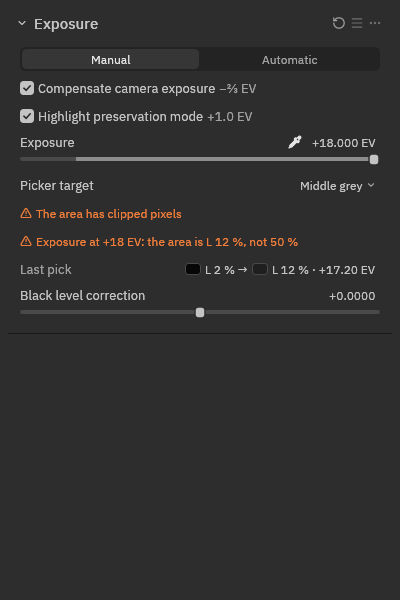 Exposure
Manual Automatic
Compensate camera exposure −⅔ EV
Highlight preservation mode +1.0 EV
Exposure +18.000 EV
Picker target Middle grey
The area has clipped pixels
Exposure at +18 EV: the area is L 12 %, not 50 %
Last pick L 2 % → L 12 % · +17.20 EV
Black level correction +0.0000